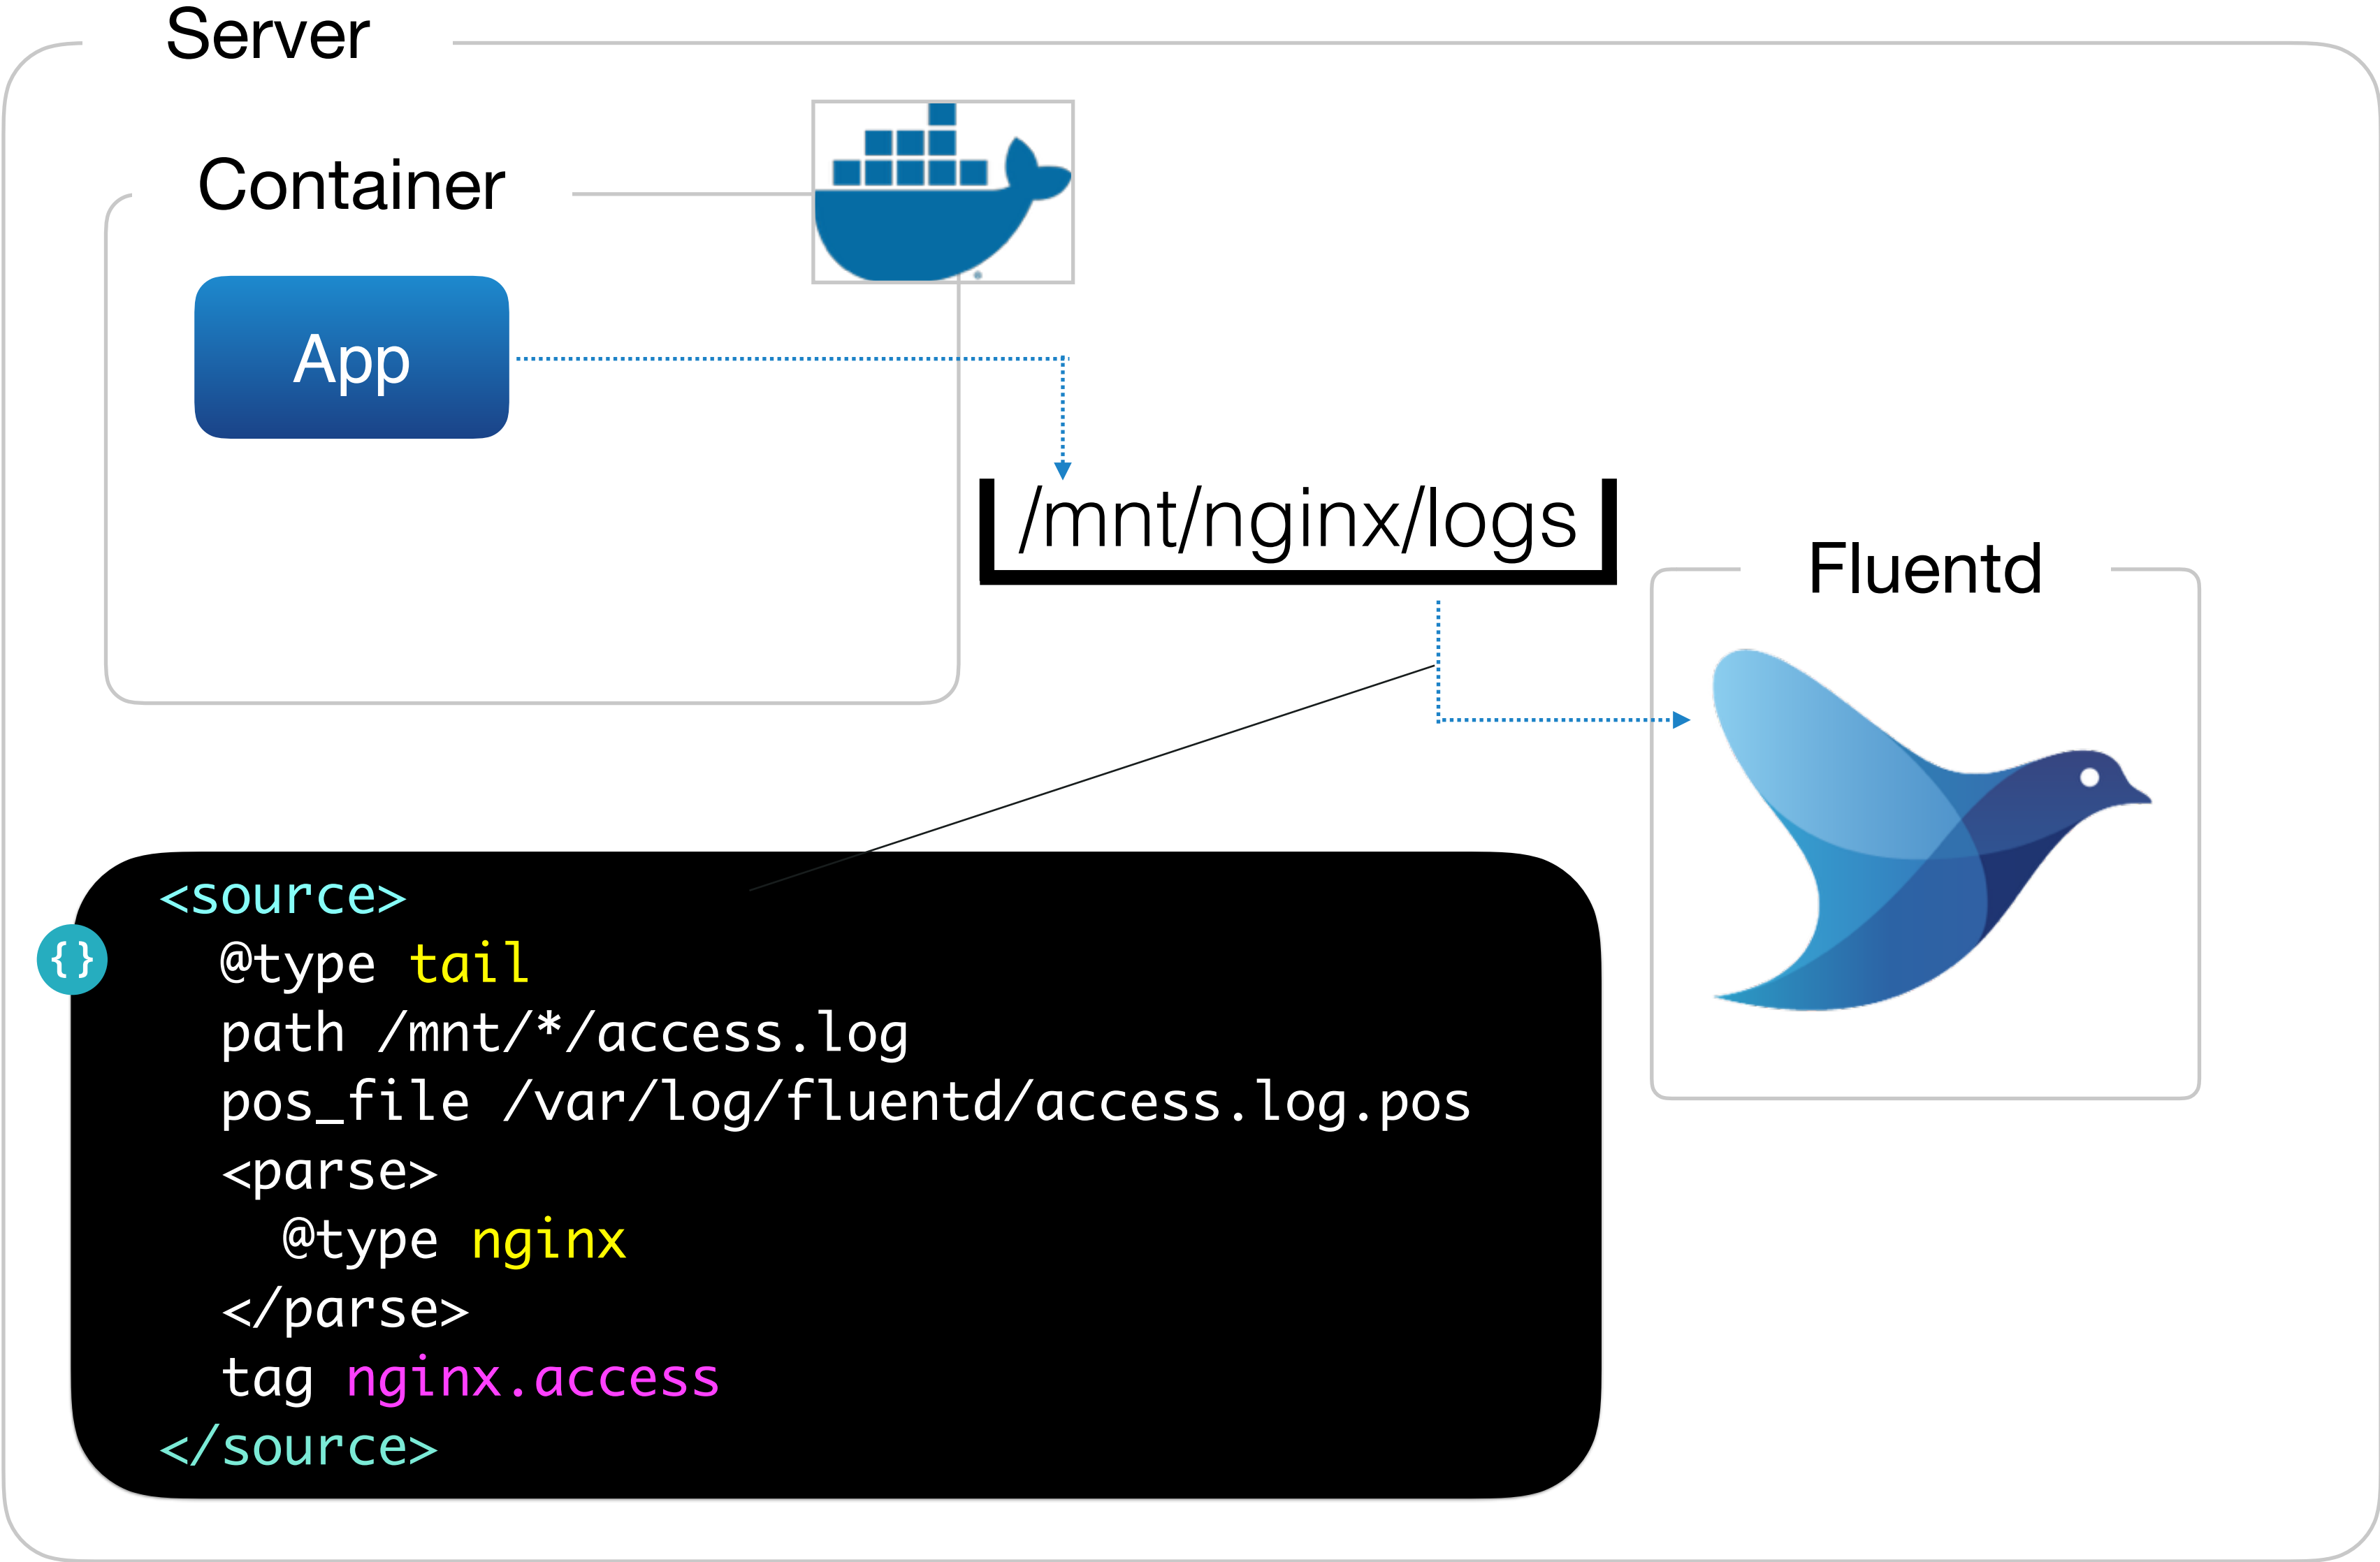 Server
Container
App
/mnt/nginx/logs
Fluentd
{}
<source>
@type tail
path /mnt/*/access.log
pos_file /var/log/fluentd/access.log.pos
<parse>
@type nginx
</parse>
tag nginx.access
</source>